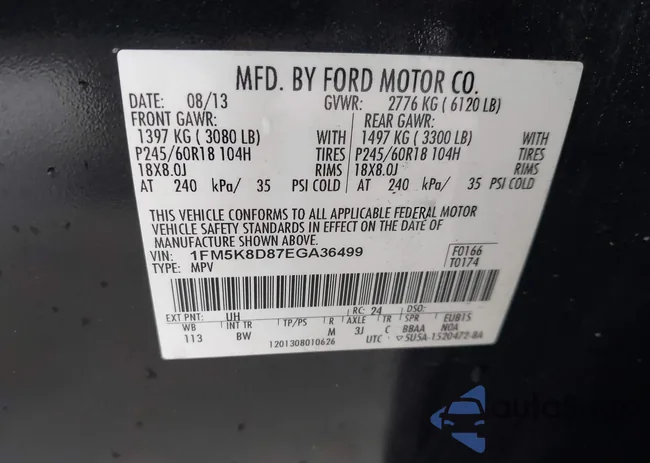 MFD. BY FORD MOTOR CO.
DATE: 08/13 GVWR: 2776 KG ( 6120 LB)
FRONT GAWR: REAR GAWR:
1397 KG ( 3080 LB) WITH 1497 KG ( 3300 LB) WITH
P245/60R18 104H TIRES P245/60R18 104H TIRES
18X8.0J RIMS 18X8.0J RIMS
AT 240 kPa/ 35 PSI COLD AT 240 kPa/ 35 PSI COLD
THIS VEHICLE CONFORMS TO ALL APPLICABLE FEDERAL MOTOR
VEHICLE SAFETY STANDARDS IN EFFECT ON THE DATE OF
MANUFACTURE SHOWN ABOVE.
VIN: 1FM5K8D87EGA36499 F0166
TYPE: MPV T0174
EXT PNT: UH RC: 24 DSO:
WB INT TR TP/PS R AXLE TR SPR EUB15
113 BW M 3J C BBAA NOA
1201308010626 UTC